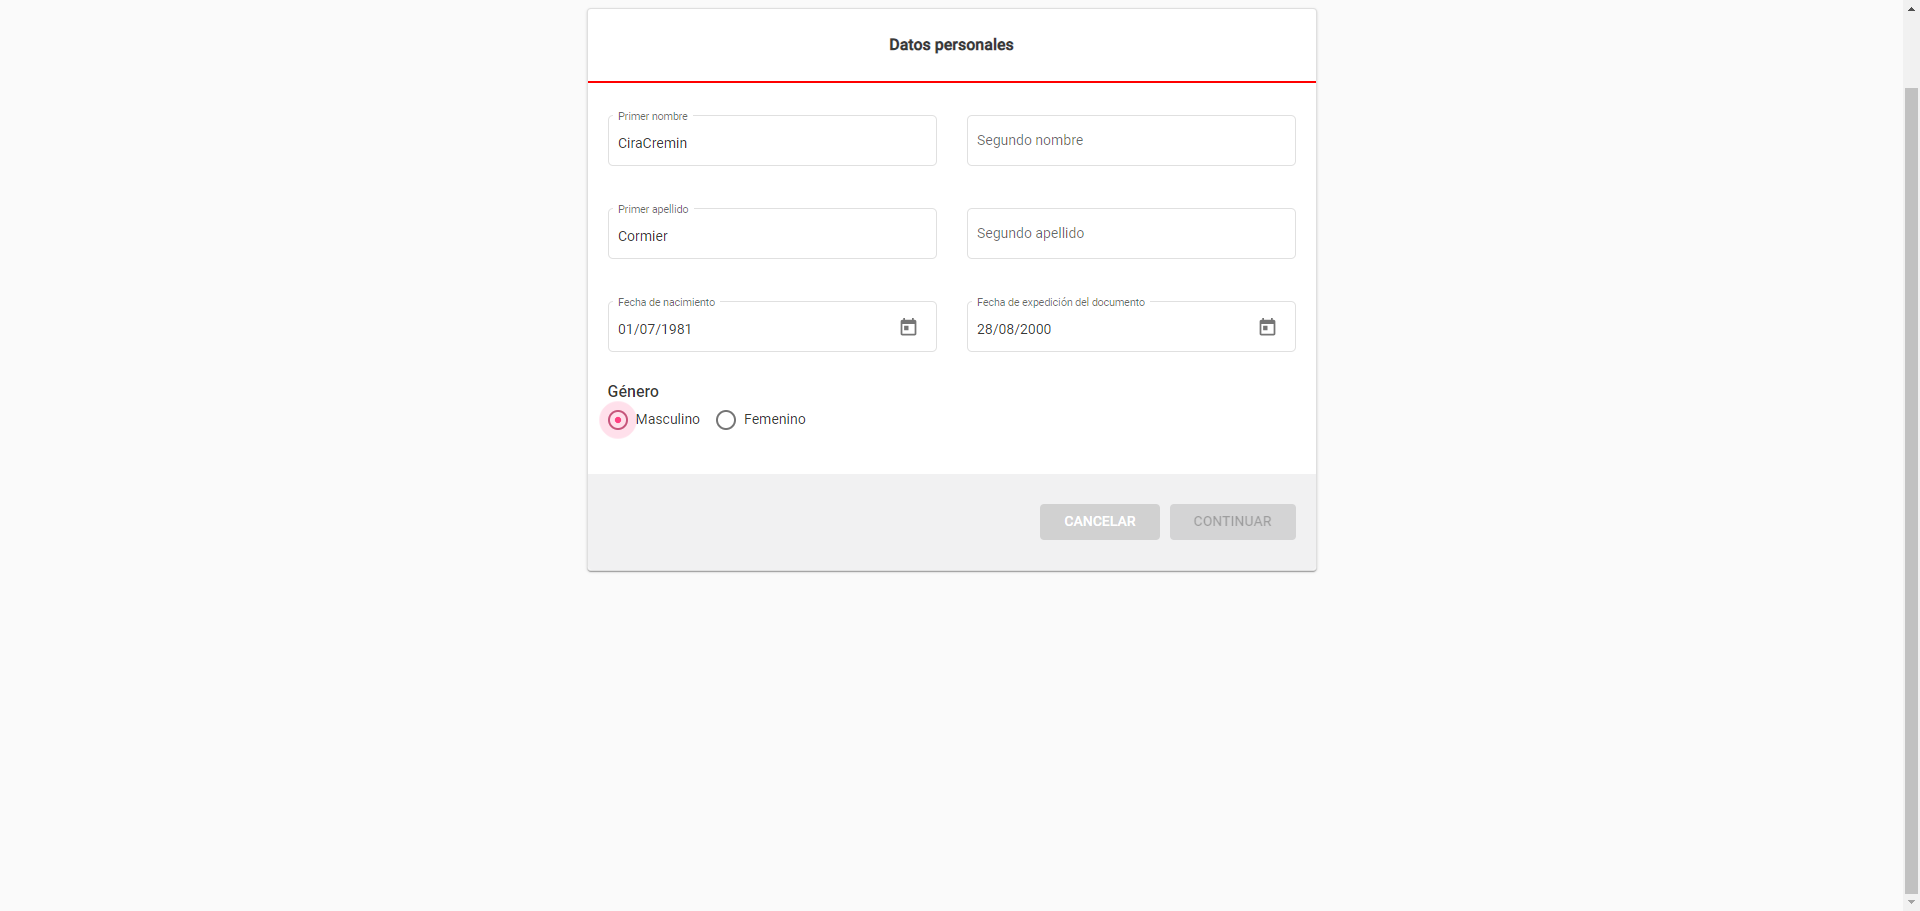 Datos personales
Primer nombre
CiraCremin
Segundo nombre
Primer apellido
Cormier
Segundo apellido
Fecha de nacimiento
01/07/1981
Fecha de expedición del documento
28/08/2000
Género
Masculino Femenino
CANCELAR CONTINUAR